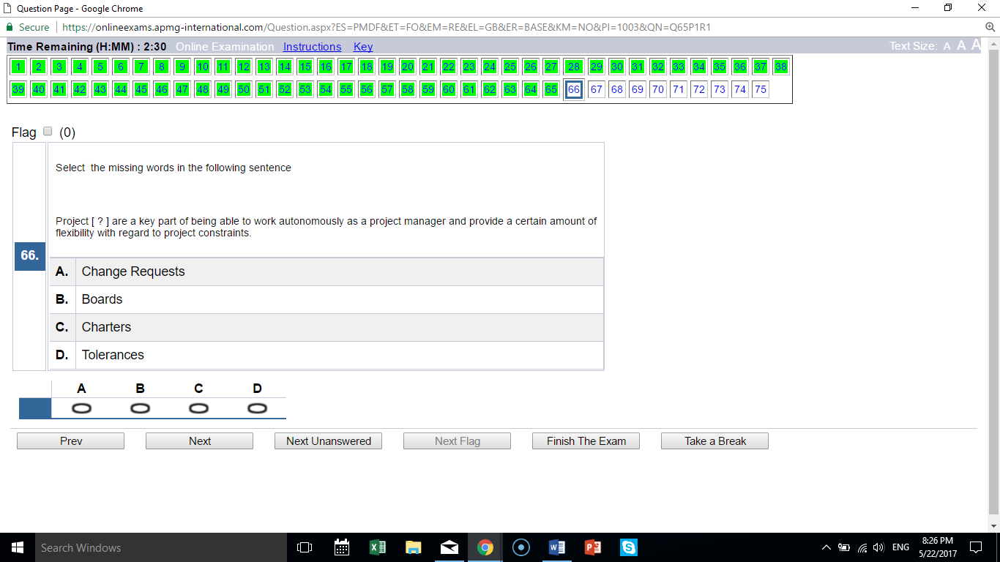 Question Page - Google Chrome
Secure https://onlineexams.apmg-international.com/Question.aspx?ES=PMDF&ET=FO&EM=RE&EL=GB&ER=BASE&KM=NO&PI=1003&QN=Q65P1R1
Time Remaining (H:MM) : 2:30 Online Examination Instructions Key Text Size: A A A
1 2 3 4 5 6 7 8 9 10 11 12 13 14 15 16 17 18 19 20 21 22 23 24 25 26 27 28 29 30 31 32 33 34 35 36 37 38
39 40 41 42 43 44 45 46 47 48 49 50 51 52 53 54 55 56 57 58 59 60 61 62 63 64 65 66 67 68 69 70 71 72 73 74 75
Flag (0)
Select the missing words in the following sentence
Project [ ? ] are a key part of being able to work autonomously as a project manager and provide a certain amount of
flexibility with regard to project constraints.
66.
A. Change Requests
B. Boards
C. Charters
D. Tolerances
A B C D
Prev Next Next Unanswered Next Flag Finish The Exam Take a Break
Search Windows
ENG
8:26 PM
5/22/2017